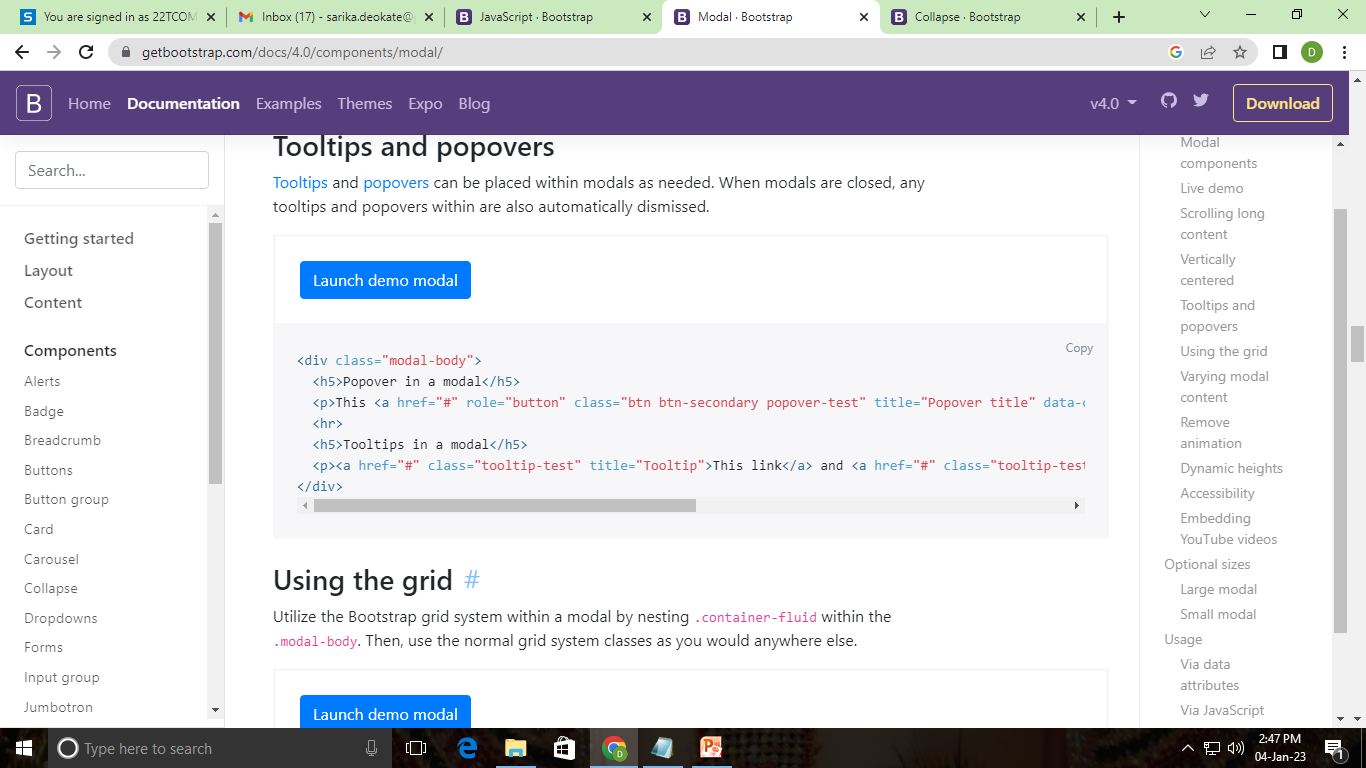 You are signed in as 22TCOM
Inbox (17) - sarika.deokate@
JavaScript · Bootstrap
Modal · Bootstrap
Collapse · Bootstrap
getbootstrap.com/docs/4.0/components/modal/
D
B
Home
Documentation
Examples
Themes
Expo
Blog
v4.0
Download
Search...
Getting started
Layout
Content
Components
Alerts
Badge
Breadcrumb
Buttons
Button group
Card
Carousel
Collapse
Dropdowns
Forms
Input group
Jumbotron
Tooltips and popovers
Tooltips and popovers can be placed within modals as needed. When modals are closed, any
tooltips and popovers within are also automatically dismissed.
Launch demo modal
Copy
<div class="modal-body">
  <h5>Popover in a modal</h5>
  <p>This <a href="#" role="button" class="btn btn-secondary popover-test" title="Popover title" data-c
  <hr>
  <h5>Tooltips in a modal</h5>
  <p><a href="#" class="tooltip-test" title="Tooltip">This link</a> and <a href="#" class="tooltip-test
</div>
Using the grid #
Utilize the Bootstrap grid system within a modal by nesting .container-fluid within the
.modal-body. Then, use the normal grid system classes as you would anywhere else.
Launch demo modal
Modal
components
Live demo
Scrolling long
content
Vertically
centered
Tooltips and
popovers
Using the grid
Varying modal
content
Remove
animation
Dynamic heights
Accessibility
Embedding
YouTube videos
Optional sizes
Large modal
Small modal
Usage
Via data
attributes
Via JavaScript
Type here to search
2:47 PM
04-Jan-23
1